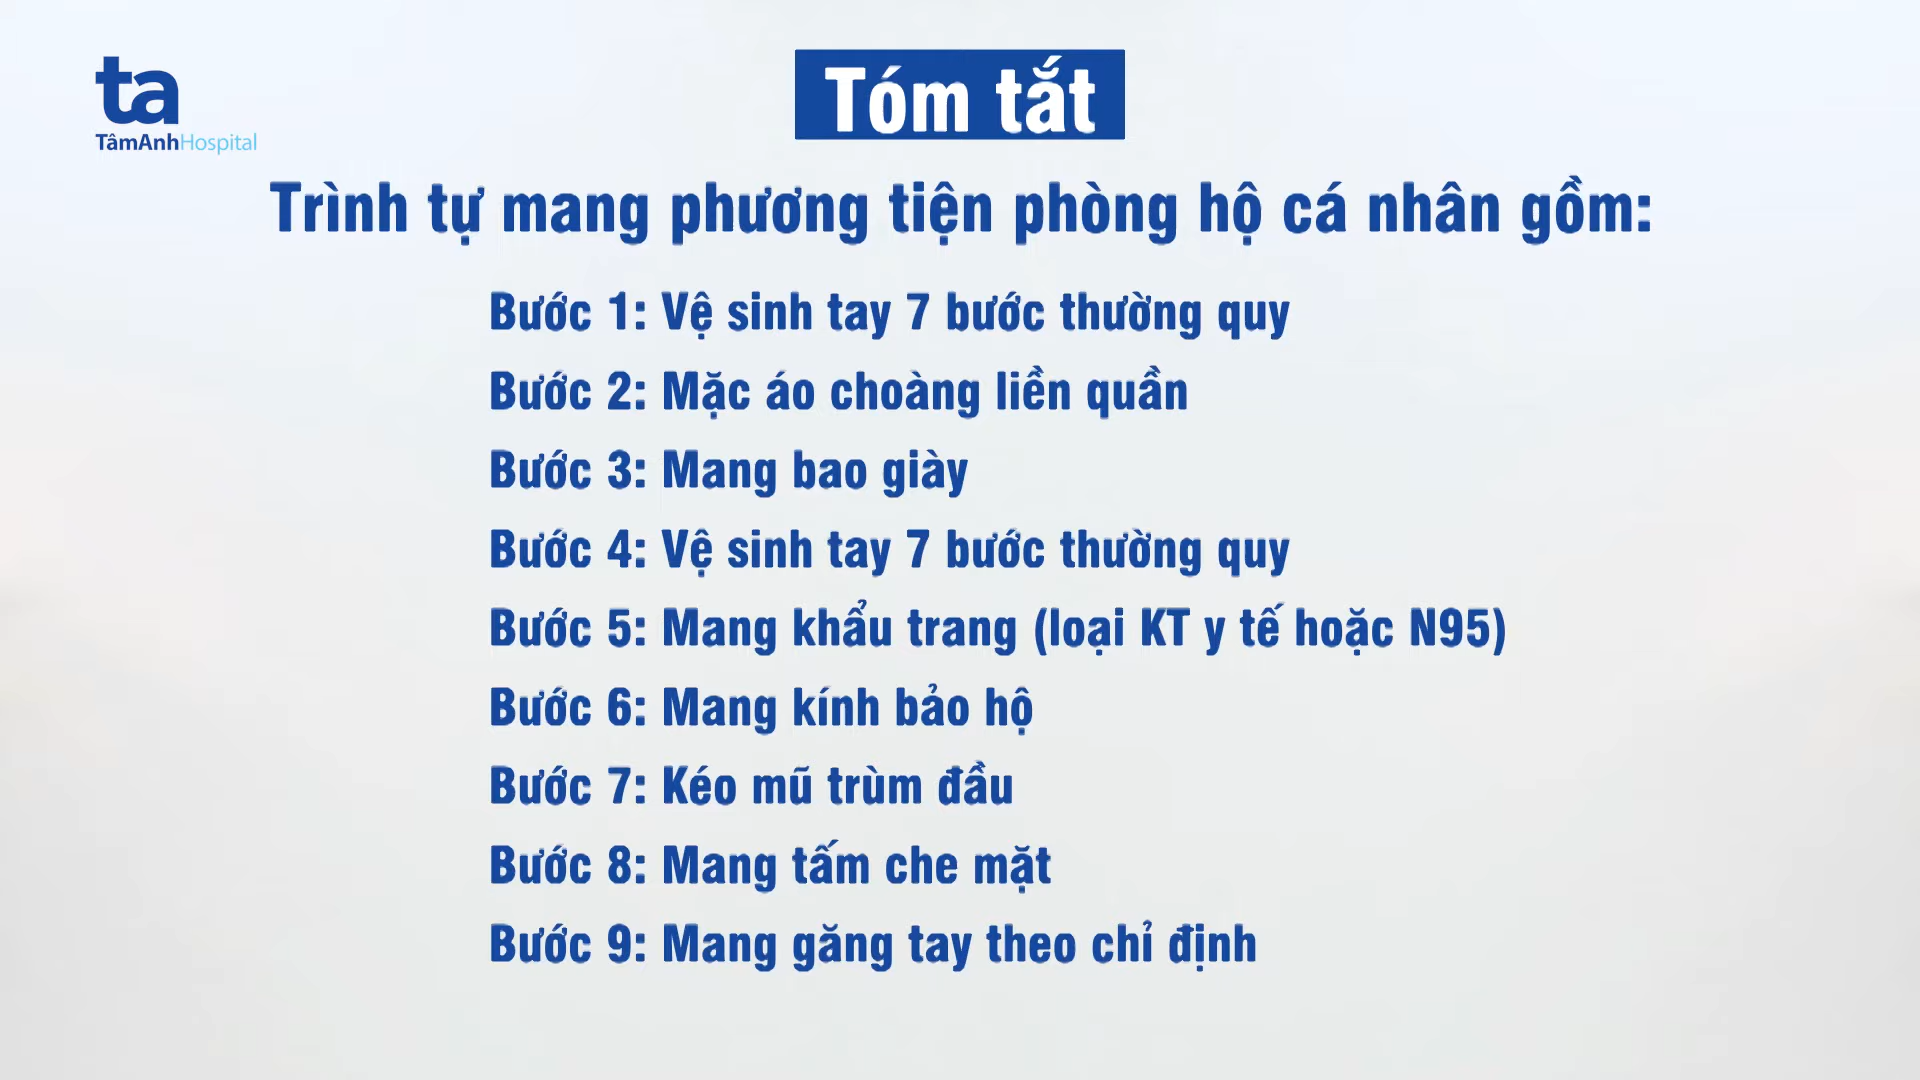 ta
TâmAnhHospital
Tóm tắt
Trình tự mang phương tiện phòng hộ cá nhân gồm:
Bước 1: Vệ sinh tay 7 bước thường quy
Bước 2: Mặc áo choàng liền quần
Bước 3: Mang bao giày
Bước 4: Vệ sinh tay 7 bước thường quy
Bước 5: Mang khẩu trang (loại KT y tế hoặc N95)
Bước 6: Mang kính bảo hộ
Bước 7: Kéo mũ trùm đầu
Bước 8: Mang tấm che mặt
Bước 9: Mang găng tay theo chỉ định